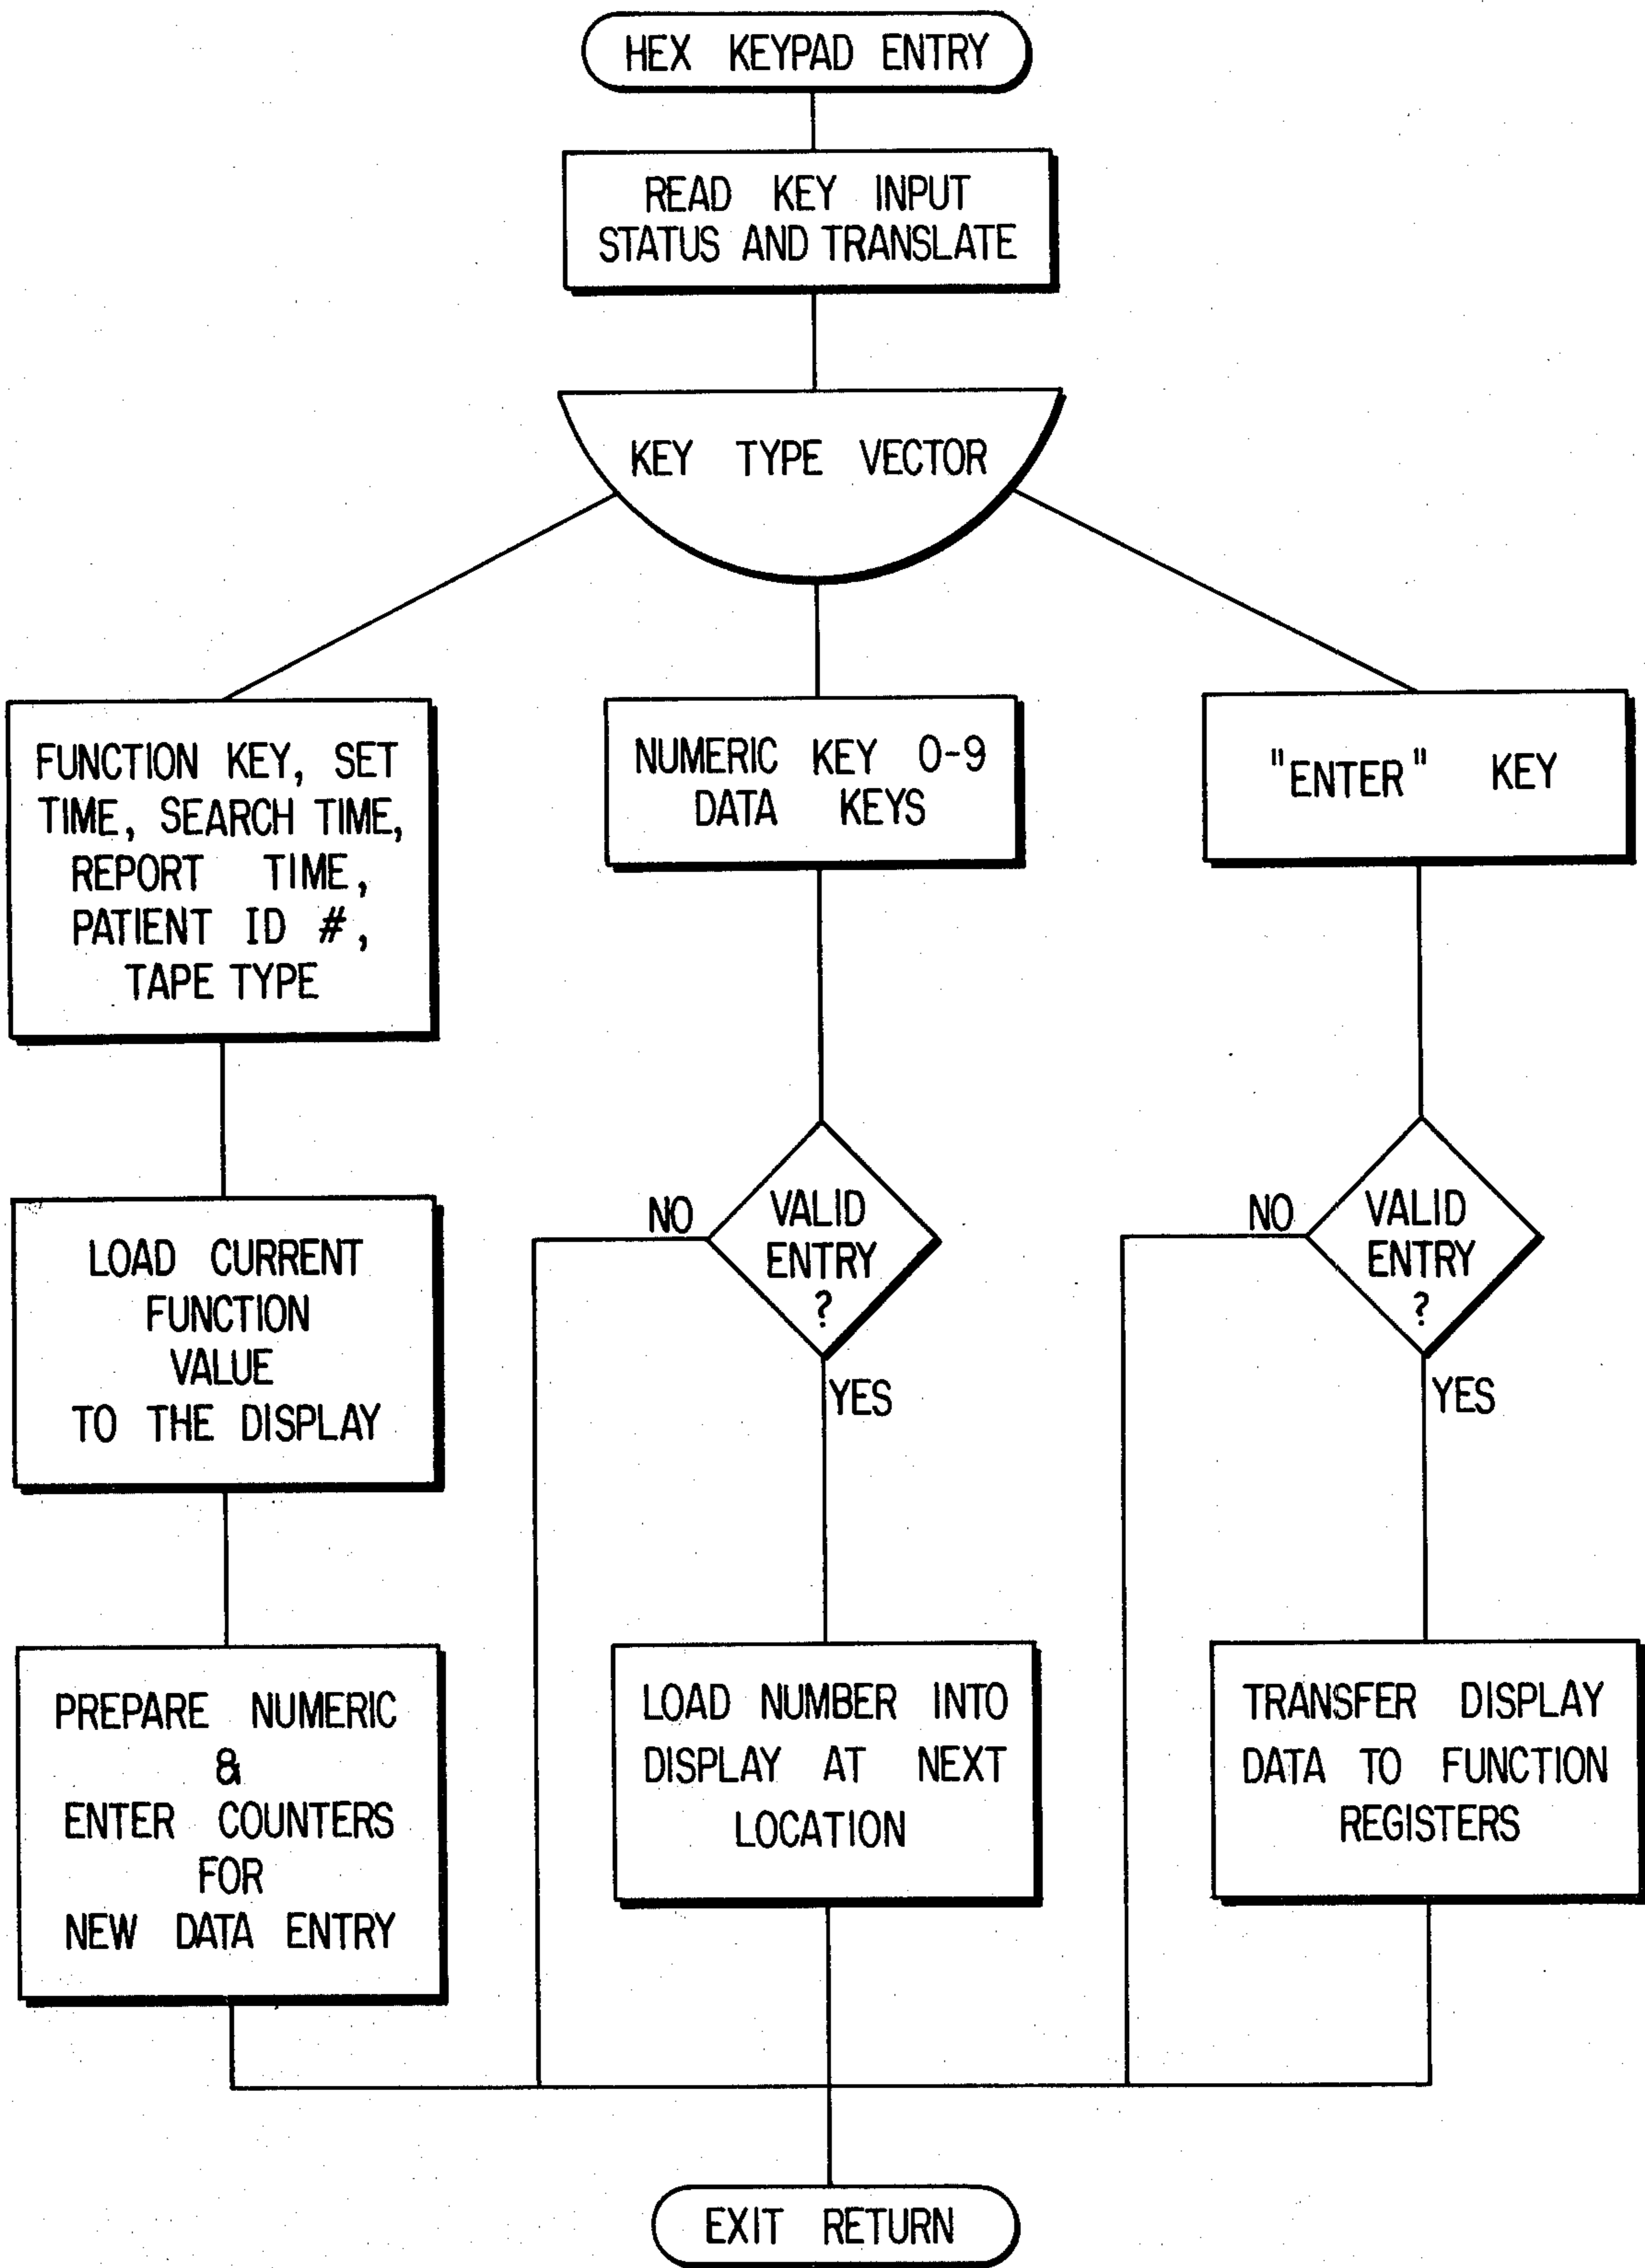 HEX KEYPAD ENTRY
READ KEY INPUT
STATUS AND TRANSLATE
KEY TYPE VECTOR
FUNCTION KEY, SET
TIME, SEARCH TIME,
REPORT TIME,
PATIENT ID #,
TAPE TYPE
LOAD CURRENT
FUNCTION
VALUE
TO THE DISPLAY
PREPARE NUMERIC
&
ENTER COUNTERS
FOR
NEW DATA ENTRY
NUMERIC KEY 0-9
DATA KEYS
NO
VALID
ENTRY
?
YES
LOAD NUMBER INTO
DISPLAY AT NEXT
LOCATION
"ENTER" KEY
NO
VALID
ENTRY
?
YES
TRANSFER DISPLAY
DATA TO FUNCTION
REGISTERS
EXIT RETURN